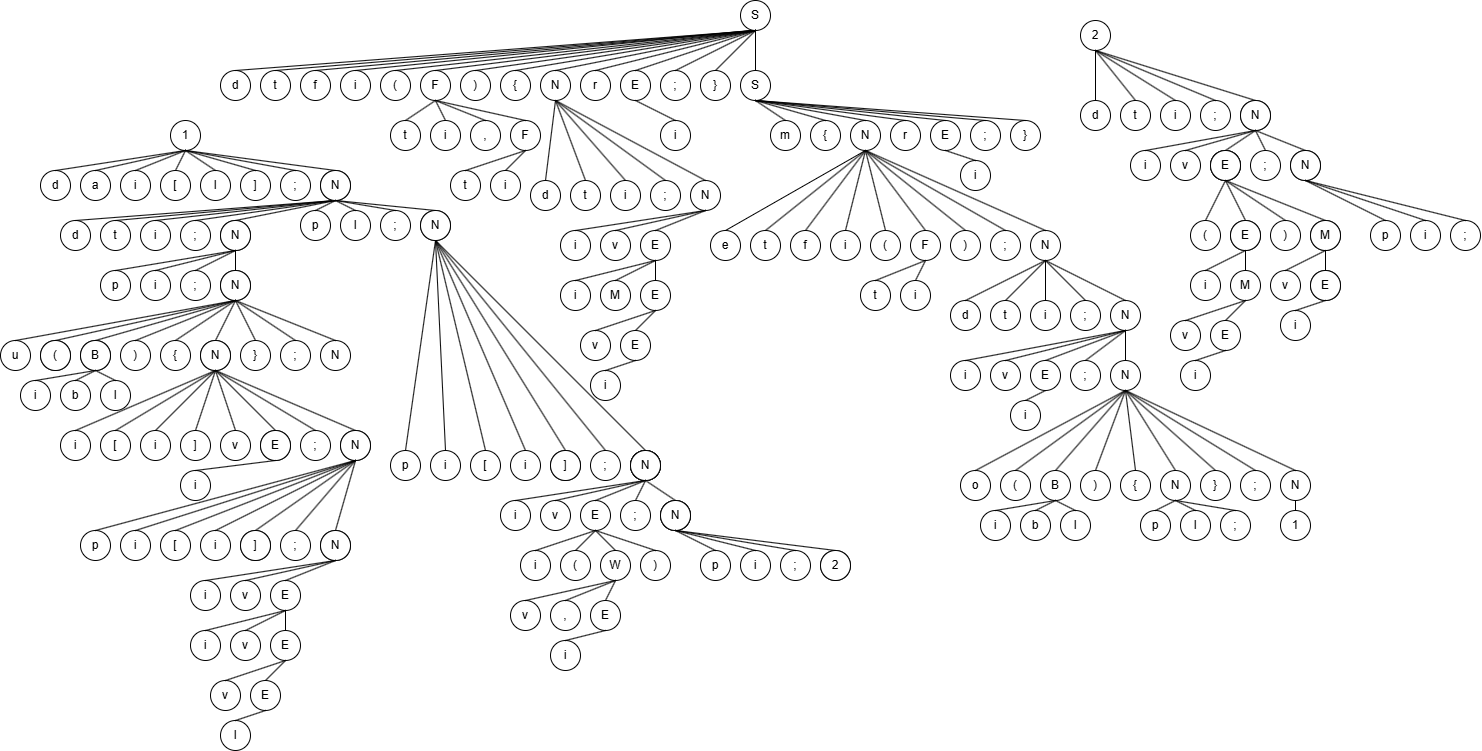 S
2
d t f i ( F ) { N r E ; } S
d t i ; N
1
t i , F
i
m { N r E ; }
i v E ; N
d a i [ l ] ; N
t i
d t i ; N
i
d t i ; N
p l ; N
i v E
e t f i ( F ) ; N
( E ) M
p i ;
p i ; N
i M E
t i
i M
v E
d t i ; N
v E
i
v E
u ( B ) { N } ; N
i
i v E ; N
i
i b l
i
i [ i ] v E ; N
p i [ i ] ; N
i
o ( B ) { N } ; N
i v E ; N
i b l
p l ;
1
p i [ i ] ; N
i ( W )
p i ; 2
i v E
v , E
i v E
i
v E
l